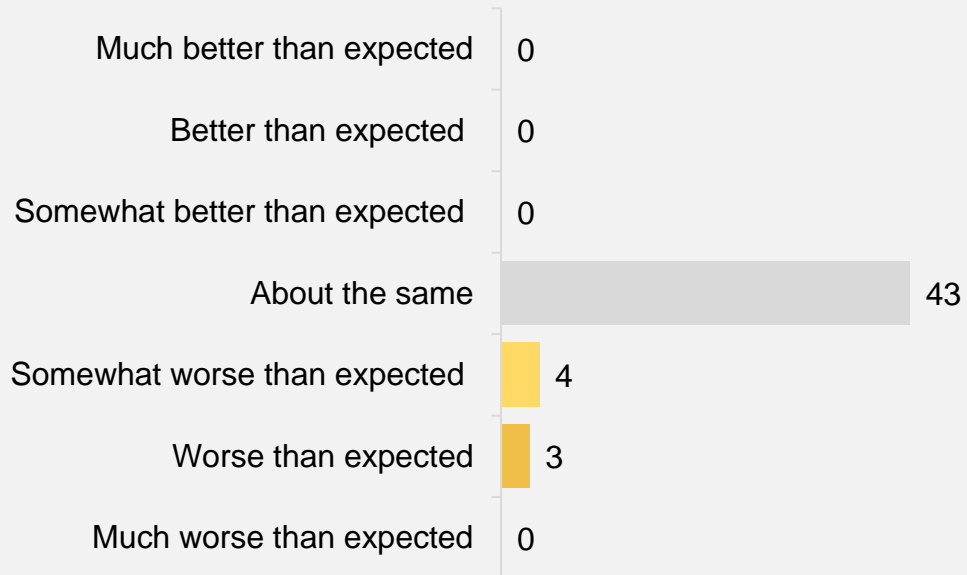 Much better than expected 0
Better than expected 0
Somewhat better than expected 0
About the same 43
Somewhat worse than expected 4
Worse than expected 3
Much worse than expected 0